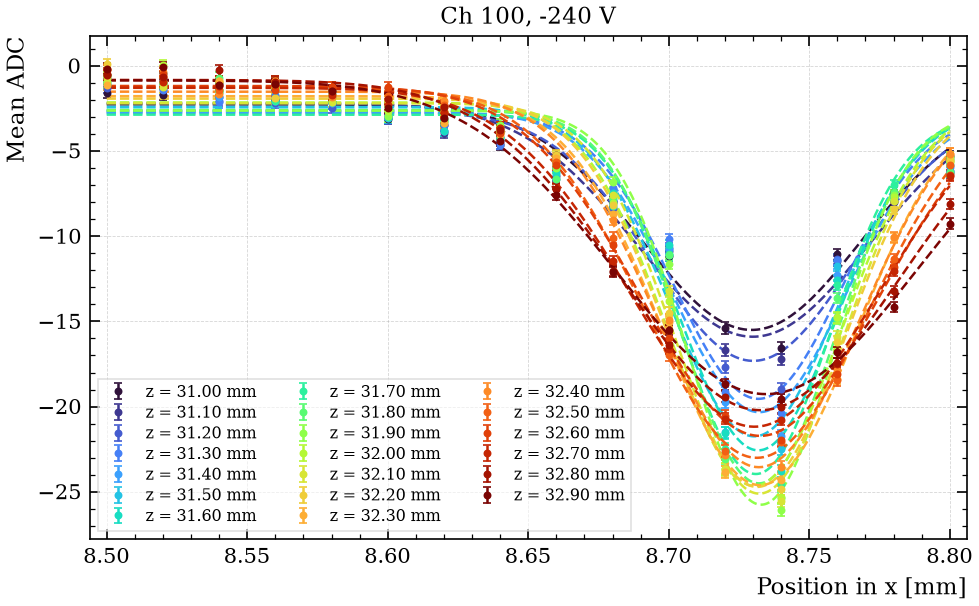 Ch 100, -240 V
Mean ADC
0
−5
−10
−15
−20
−25
z = 31.00 mm
z = 31.10 mm
z = 31.20 mm
z = 31.30 mm
z = 31.40 mm
z = 31.50 mm
z = 31.60 mm
z = 31.70 mm
z = 31.80 mm
z = 31.90 mm
z = 32.00 mm
z = 32.10 mm
z = 32.20 mm
z = 32.30 mm
z = 32.40 mm
z = 32.50 mm
z = 32.60 mm
z = 32.70 mm
z = 32.80 mm
z = 32.90 mm
8.50 8.55 8.60 8.65 8.70 8.75 8.80
Position in x [mm]